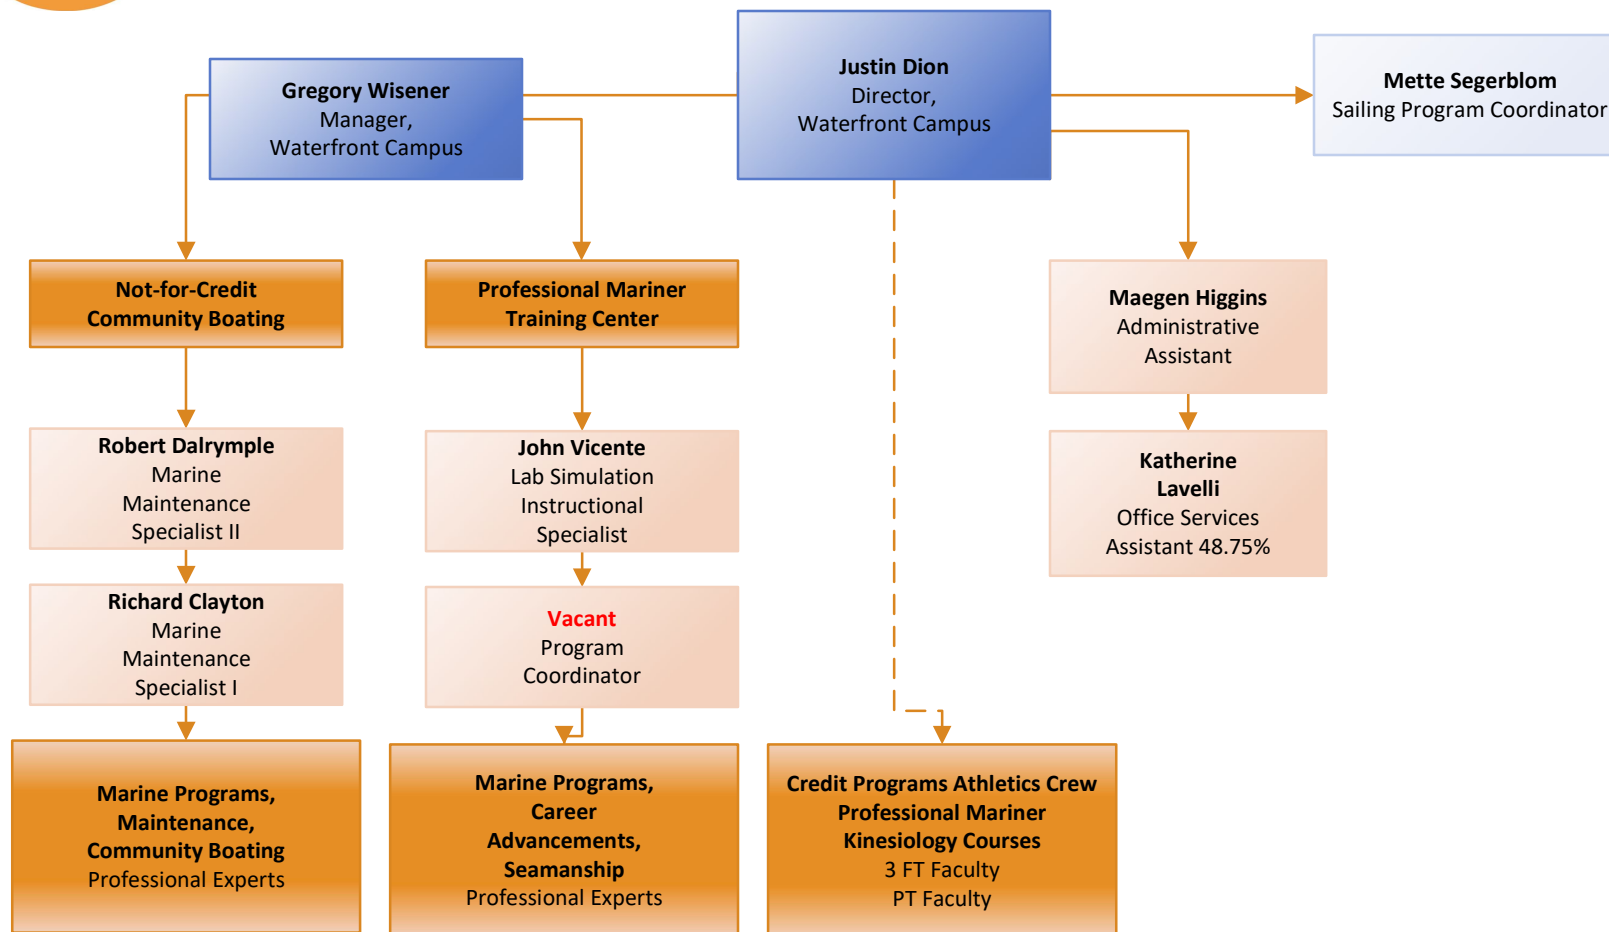 Gregory Wisener
Manager,
Waterfront Campus
Justin Dion
Director,
Waterfront Campus
Mette Segerblom
Sailing Program Coordinator
Not-for-Credit
Community Boating
Professional Mariner
Training Center
Maegen Higgins
Administrative
Assistant
Robert Dalrymple
Marine
Maintenance
Specialist II
John Vicente
Lab Simulation
Instructional
Specialist
Katherine
Lavelli
Office Services
Assistant 48.75%
Richard Clayton
Marine
Maintenance
Specialist I
Vacant
Program
Coordinator
Marine Programs,
Maintenance,
Community Boating
Professional Experts
Marine Programs,
Career
Advancements,
Seamanship
Professional Experts
Credit Programs Athletics Crew
Professional Mariner
Kinesiology Courses
3 FT Faculty
PT Faculty